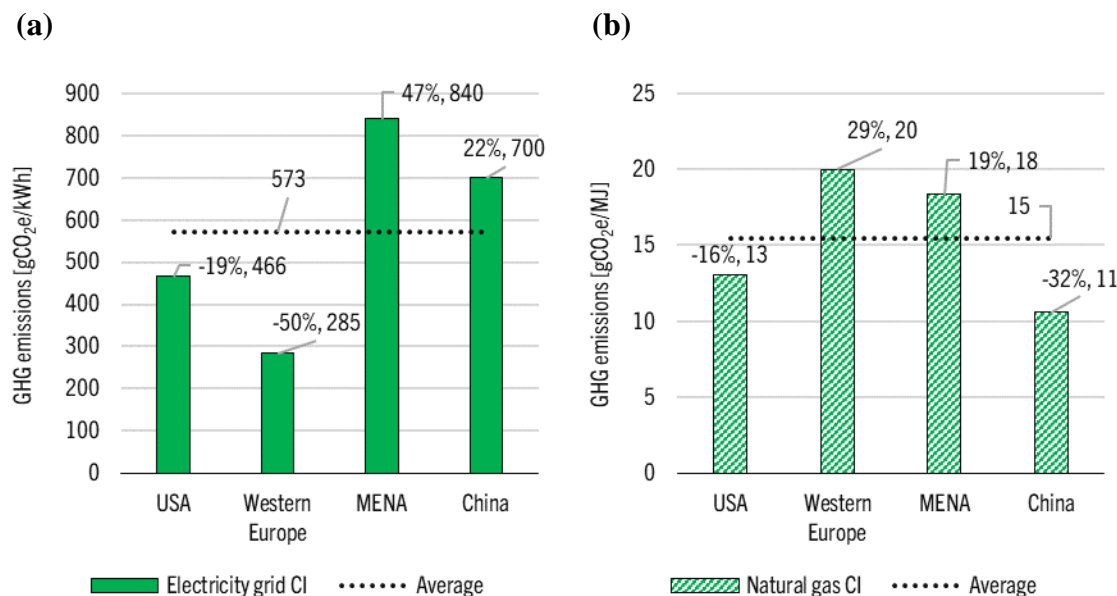 (a)
GHG emissions [gCO₂e/kWh]
900
800
700
600
500
400
300
200
100
0
47%, 840
22%, 700
573
-19%, 466
-50%, 285
USA
Western
Europe
MENA
China
Electricity grid CI
Average
(b)
GHG emissions [gCO₂e/MJ]
25
20
15
10
5
0
29%, 20
19%, 18
15
-16%, 13
-32%, 11
USA
Western
Europe
MENA
China
Natural gas CI
Average